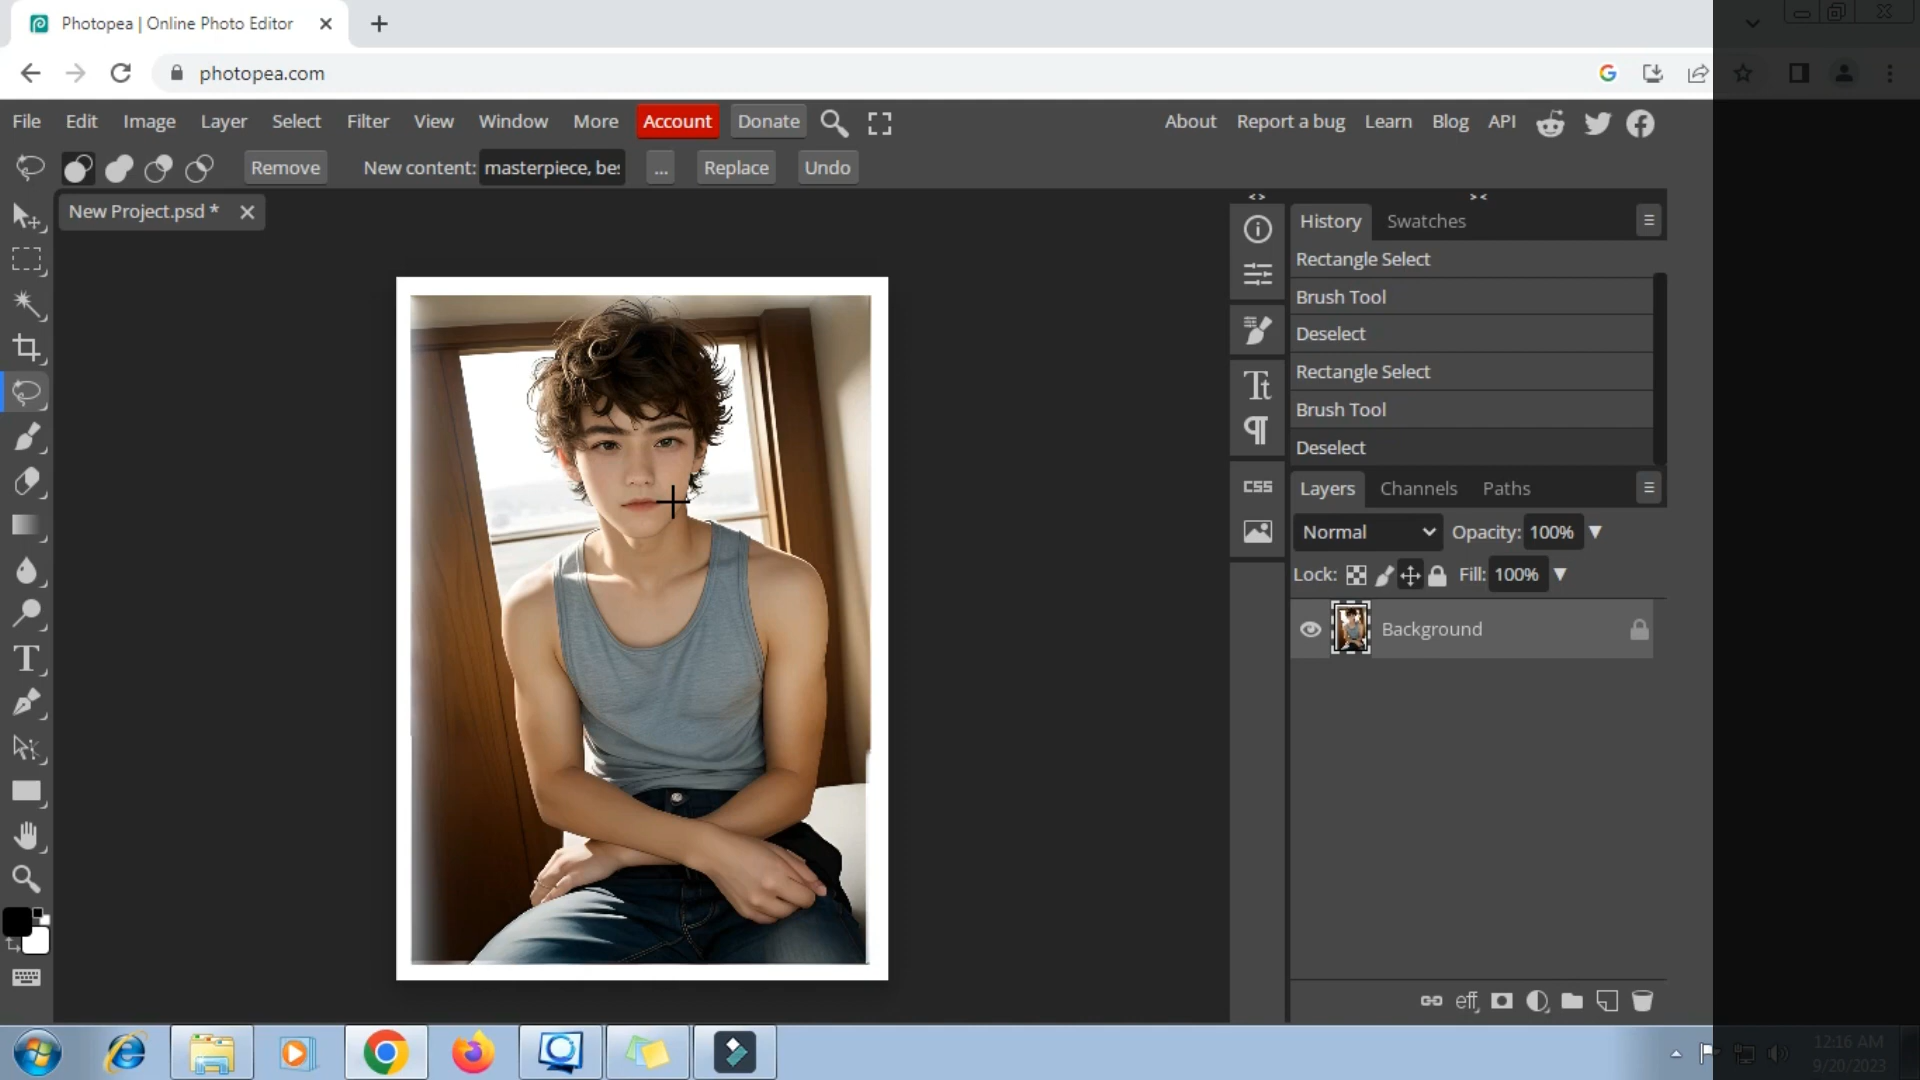 Photopea | Online Photo Editor
photopea.com
File Edit Image Layer Select Filter View Window More Account Donate About Report a bug Learn Blog API
Remove New content: masterpiece, be ... Replace Undo
New Project.psd *
History Swatches
Rectangle Select
Brush Tool
Deselect
Rectangle Select
Brush Tool
Deselect
CSS
Layers Channels Paths
Normal Opacity: 100%
Lock: Fill: 100%
Background
eff
12:16 AM
9/20/2023